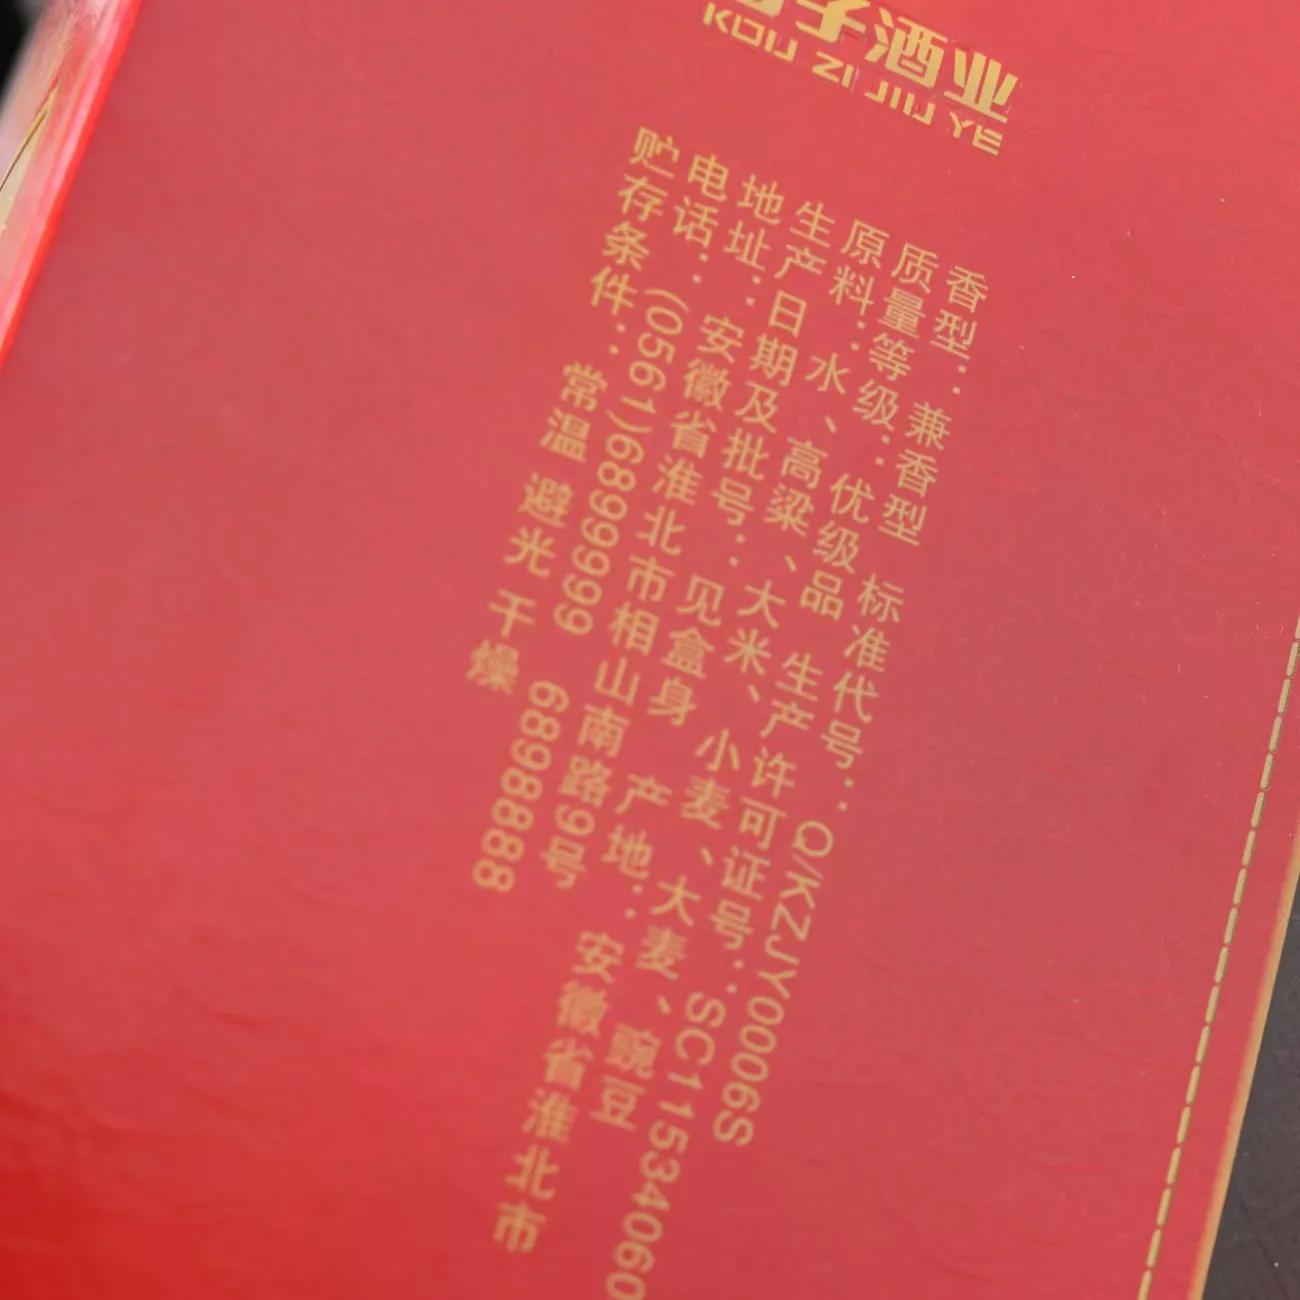 子酒业
KOU ZI JIU YE
香型：兼香型 标准代号：Q/KZJY0006S
质量等级：优级品 生产许可证号：SC11534060
原料：水、高粱、大米、小麦、大麦、豌豆
生产日期及批号：见盒身 产地：安徽省淮北市
地址：安徽省淮北市相山南路9号
电话：(0561)6899999 6898888
贮存条件：常温 避光 干燥